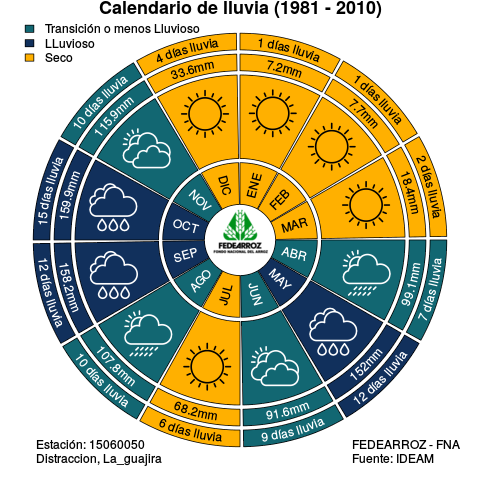 Calendario de lluvia (1981 - 2010)
Transición o menos Lluvioso
LLuvioso
Seco
1 días lluvia
7.2mm
ENE
1 días lluvia
7.7mm
FEB
2 días lluvia
18.4mm
MAR
7 días lluvia
99.1mm
ABR
12 días lluvia
152mm
MAY
9 días lluvia
91.6mm
JUN
6 días lluvia
68.2mm
JUL
10 días lluvia
107.8mm
AGO
12 días lluvia
158.2mm
SEP
15 días lluvia
159.9mm
OCT
10 días lluvia
115.9mm
NOV
4 días lluvia
33.6mm
DIC
FEDEARROZ
FONDO NACIONAL DEL ARROZ
Estación: 15060050
Distraccion, La_guajira
FEDEARROZ - FNA
Fuente: IDEAM